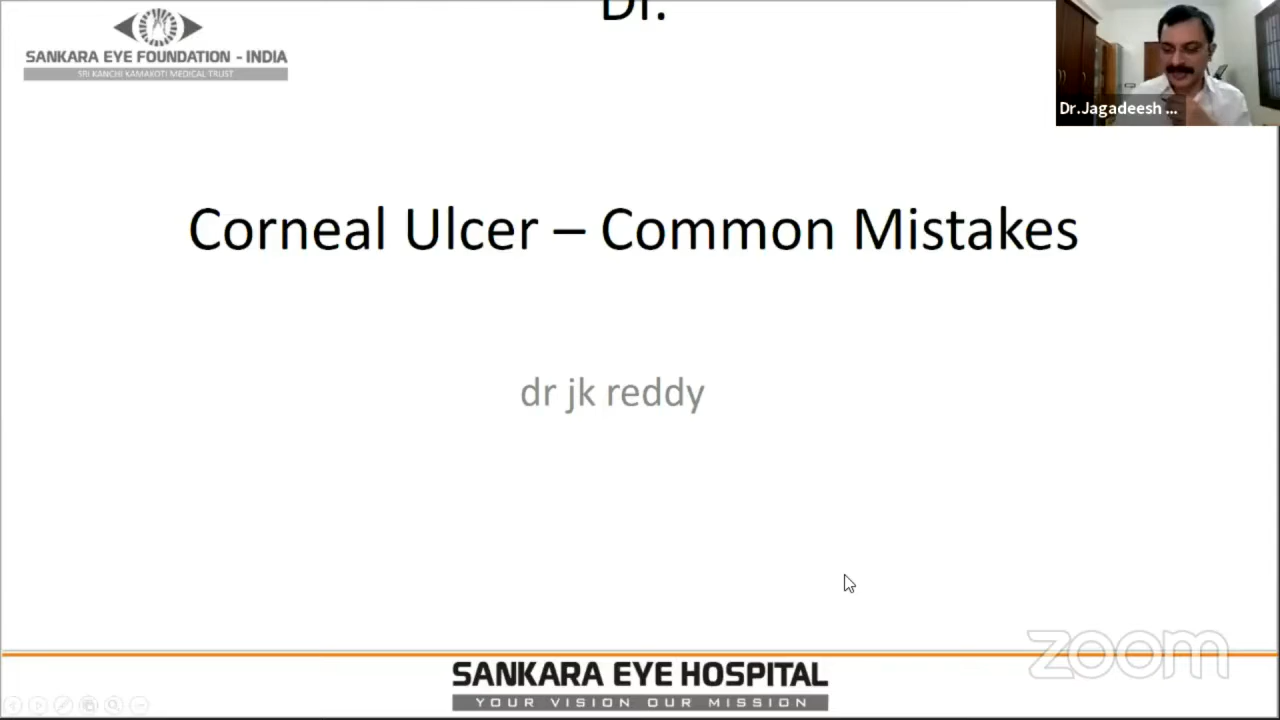 Dr.
SANKARA EYE FOUNDATION - INDIA
SRI KANCHI KAMAKOTI MEDICAL TRUST
Dr.Jagadeesh ...
Corneal Ulcer – Common Mistakes
dr jk reddy
zoom
SANKARA EYE HOSPITAL
YOUR VISION OUR MISSION